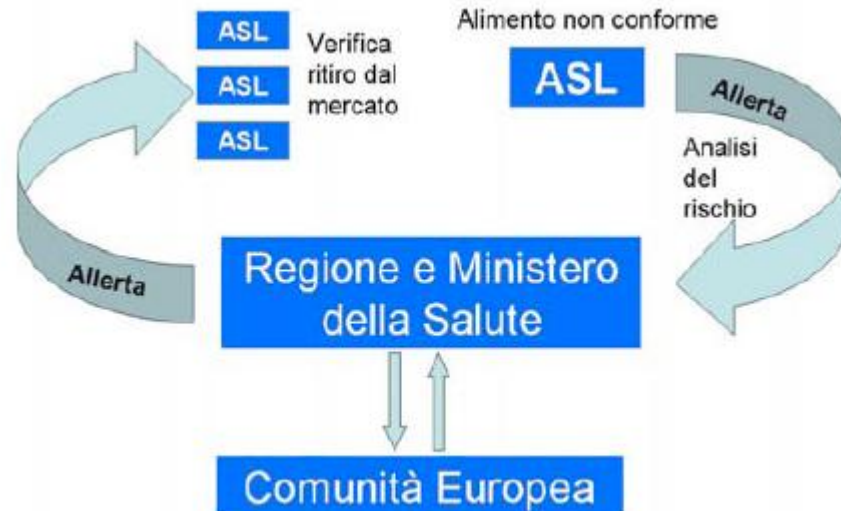 ASL
ASL
ASL
Verifica
ritiro dal
mercato
Alimento non conforme
ASL
Allerta
Analisi
del
rischio
Allerta
Regione e Ministero
della Salute
Comunità Europea